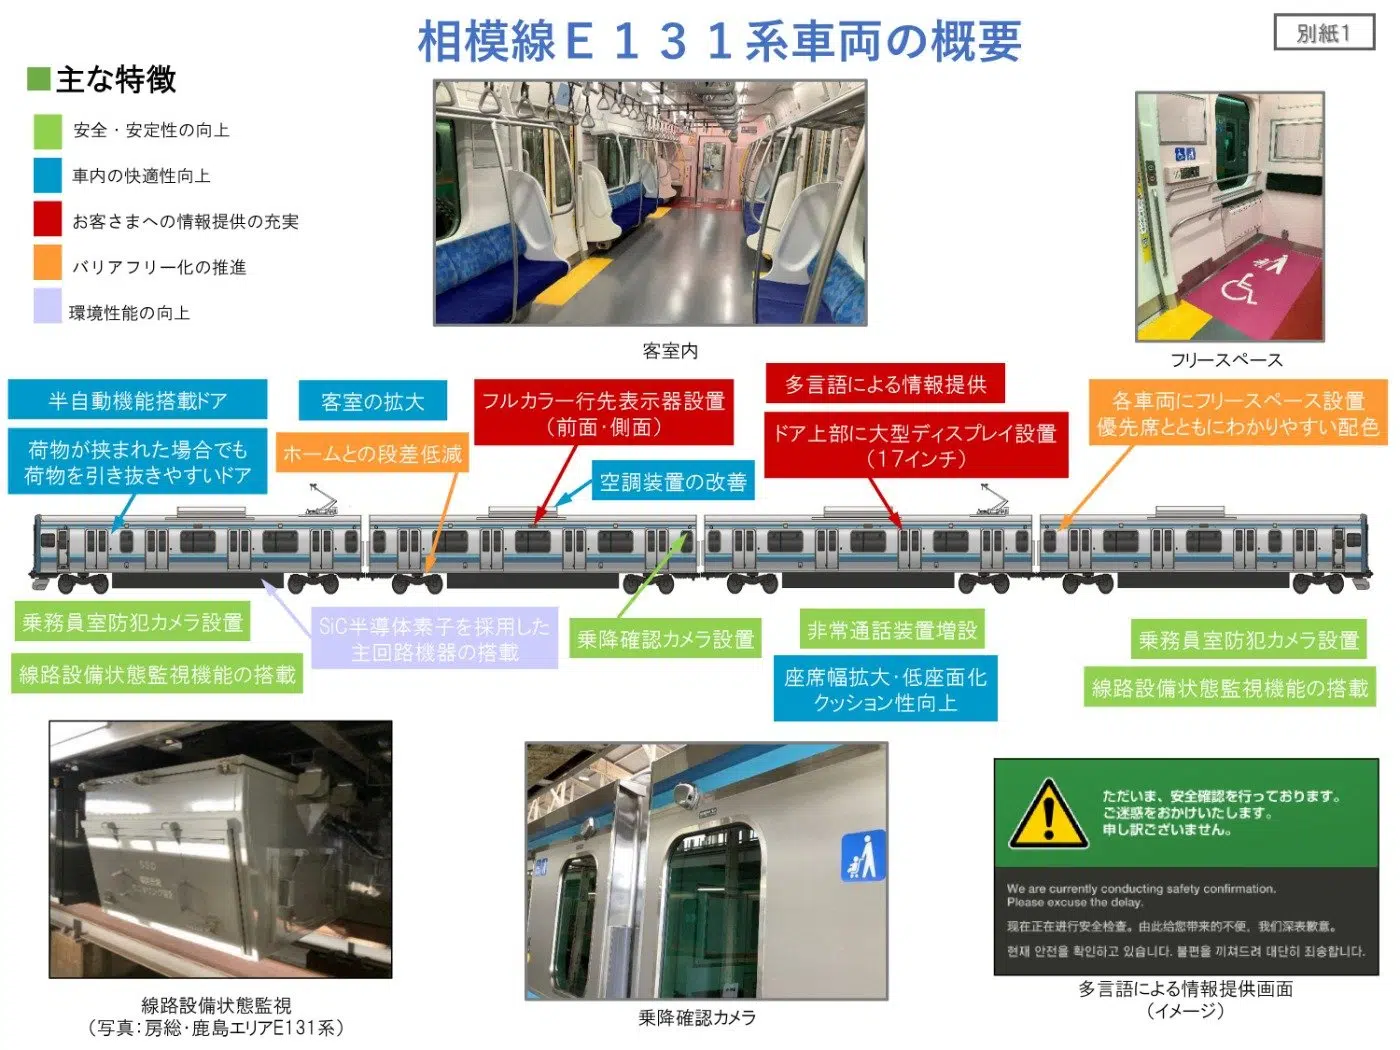 相模線Ｅ１３１系車両の概要
別紙1
■主な特徴
安全・安定性の向上
車内の快適性向上
お客さまへの情報提供の充実
バリアフリー化の推進
環境性能の向上
客室内
フリースペース
半自動機能搭載ドア
荷物が挟まれた場合でも
荷物を引き抜きやすいドア
客室の拡大
ホームとの段差低減
フルカラー行先表示器設置
（前面・側面）
空調装置の改善
多言語による情報提供
ドア上部に大型ディスプレイ設置
（17インチ）
各車両にフリースペース設置
優先席とともにわかりやすい配色
乗務員室防犯カメラ設置
線路設備状態監視機能の搭載
SiC半導体素子を採用した
主回路機器の搭載
乗降確認カメラ設置
非常通話装置増設
座席幅拡大・低座面化
クッション性向上
乗務員室防犯カメラ設置
線路設備状態監視機能の搭載
線路設備状態監視
（写真：房総・鹿島エリアE131系）
乗降確認カメラ
ただいま、安全確認を行っております。
ご迷惑をおかけいたします。
申し訳ございません。
We are currently conducting safety confirmation.
Please excuse the delay.
现在正在进行安全检查。由此给您带来的不便，我们深表歉意。
현재 안전을 확인하고 있습니다. 불편을 끼쳐드려 대단히 죄송합니다.
多言語による情報提供画面
（イメージ）